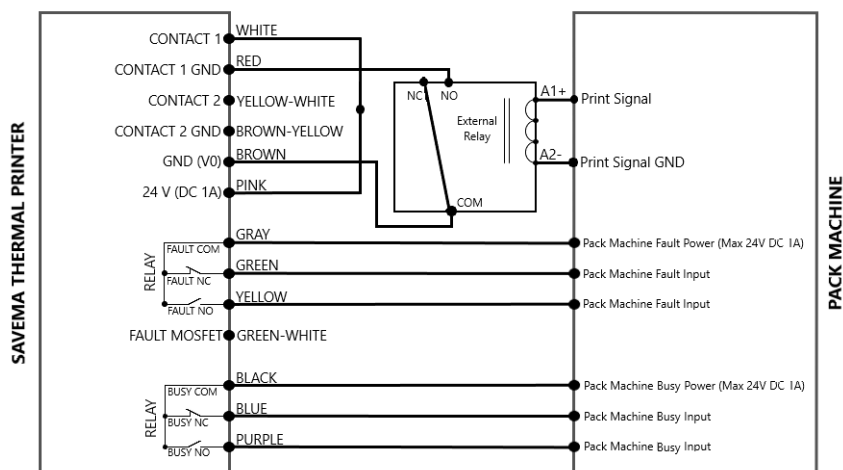 SAVEMA THERMAL PRINTER
CONTACT 1
WHITE
CONTACT 1 GND
RED
CONTACT 2
YELLOW-WHITE
CONTACT 2 GND
BROWN-YELLOW
GND (V0)
BROWN
24 V (DC 1A)
PINK
NC
NO
External
Relay
COM
A1+
Print Signal
A2-
Print Signal GND
RELAY
FAULT COM
GRAY
Pack Machine Fault Power (Max 24V DC 1A)
FAULT NC
GREEN
Pack Machine Fault Input
FAULT NO
YELLOW
Pack Machine Fault Input
FAULT MOSFET
GREEN-WHITE
RELAY
BUSY COM
BLACK
Pack Machine Busy Power (Max 24V DC 1A)
BUSY NC
BLUE
Pack Machine Busy Input
BUSY NO
PURPLE
Pack Machine Busy Input
PACK MACHINE